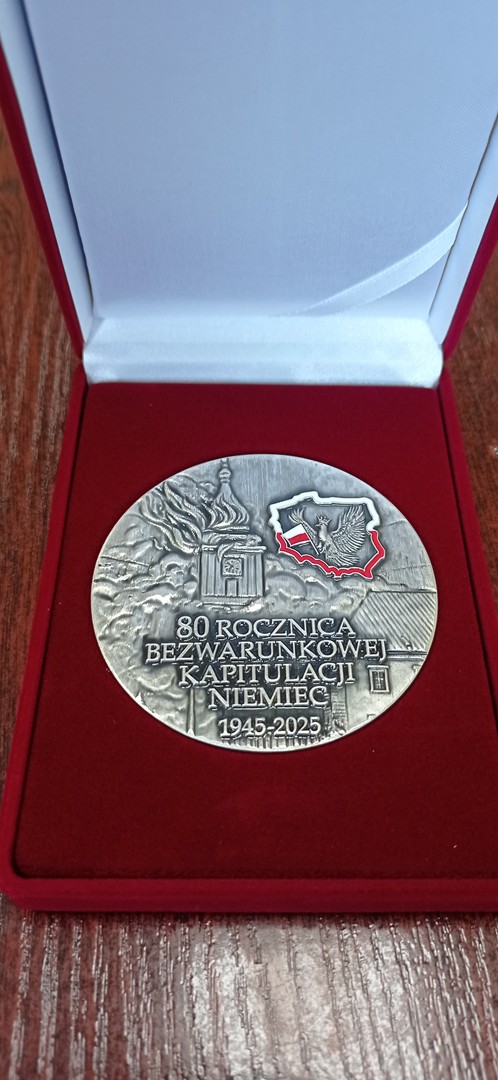 80 ROCZNICA
BEZWARUNKOWEJ
KAPITULACJI
NIEMIEC
1945-2025